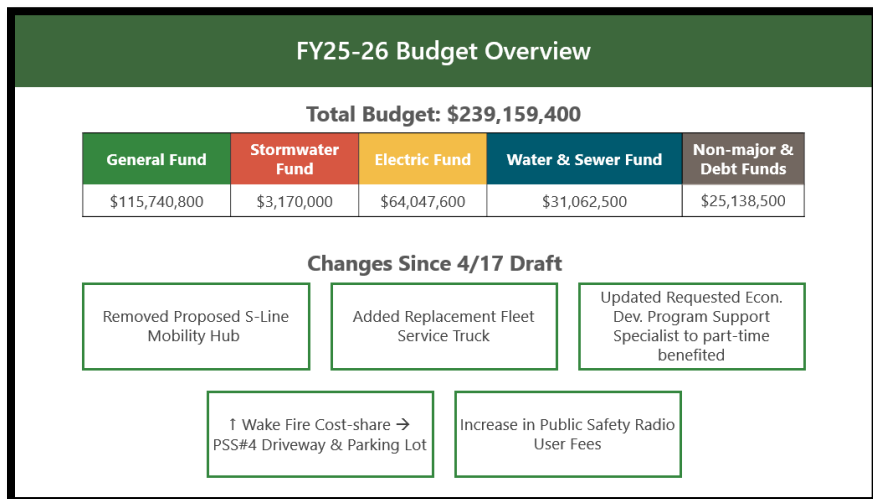 FY25-26 Budget Overview
Total Budget: $239,159,400
General Fund
Stormwater
Fund
Electric Fund
Water & Sewer Fund
Non-major &
Debt Funds
$115,740,800
$3,170,000
$64,047,600
$31,062,500
$25,138,500
Changes Since 4/17 Draft
Removed Proposed S-Line
Mobility Hub
Added Replacement Fleet
Service Truck
Updated Requested Econ.
Dev. Program Support
Specialist to part-time
benefited
↑ Wake Fire Cost-share →
PSS#4 Driveway & Parking Lot
Increase in Public Safety Radio
User Fees